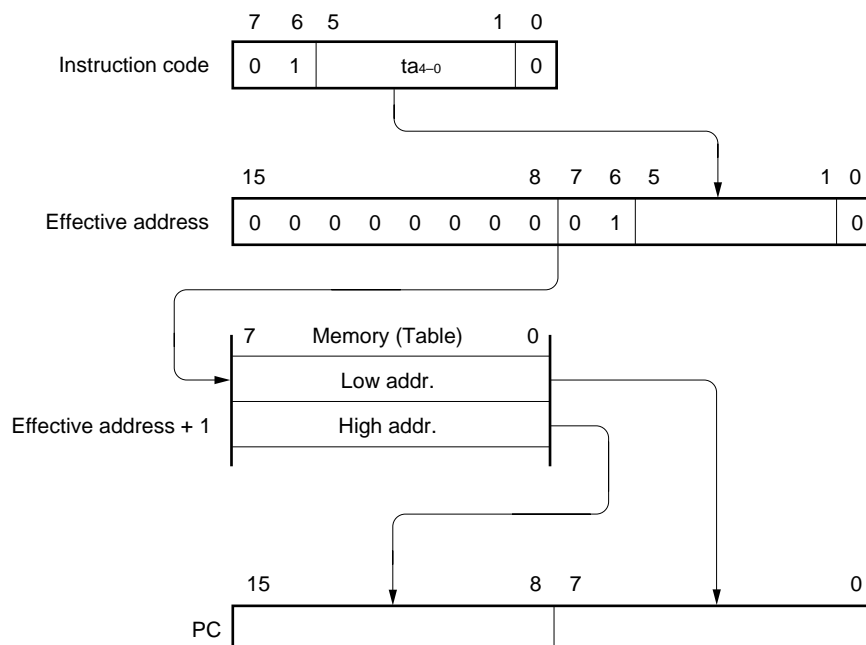 7 6 5 1 0
Instruction code 0 1 ta4–0 0
15 8 7 6 5 1 0
Effective address 0 0 0 0 0 0 0 0 0 1 0
7 Memory (Table) 0
Low addr.
Effective address + 1 High addr.
15 8 7 0
PC